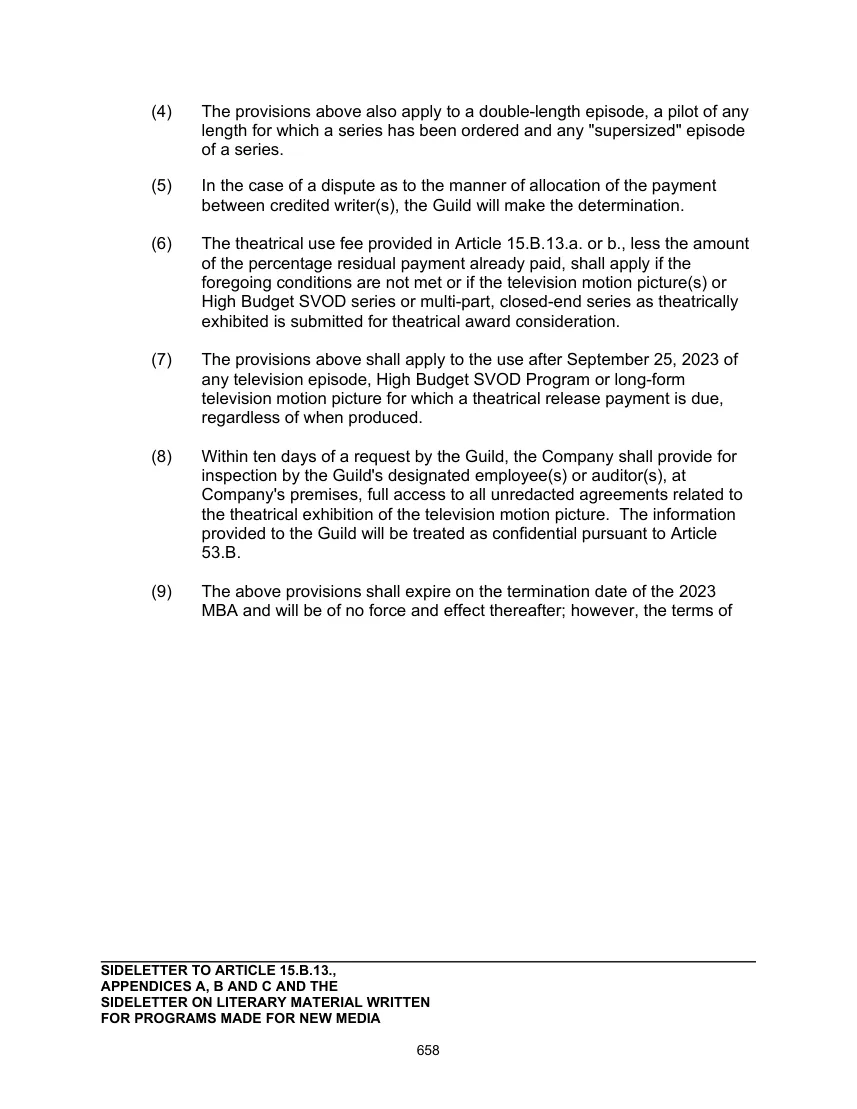 (4) The provisions above also apply to a double-length episode, a pilot of any
length for which a series has been ordered and any "supersized" episode
of a series.
(5) In the case of a dispute as to the manner of allocation of the payment
between credited writer(s), the Guild will make the determination.
(6) The theatrical use fee provided in Article 15.B.13.a. or b., less the amount
of the percentage residual payment already paid, shall apply if the
foregoing conditions are not met or if the television motion picture(s) or
High Budget SVOD series or multi-part, closed-end series as theatrically
exhibited is submitted for theatrical award consideration.
(7) The provisions above shall apply to the use after September 25, 2023 of
any television episode, High Budget SVOD Program or long-form
television motion picture for which a theatrical release payment is due,
regardless of when produced.
(8) Within ten days of a request by the Guild, the Company shall provide for
inspection by the Guild's designated employee(s) or auditor(s), at
Company's premises, full access to all unredacted agreements related to
the theatrical exhibition of the television motion picture.  The information
provided to the Guild will be treated as confidential pursuant to Article
53.B.
(9) The above provisions shall expire on the termination date of the 2023
MBA and will be of no force and effect thereafter; however, the terms of
SIDELETTER TO ARTICLE 15.B.13.,
APPENDICES A, B AND C AND THE
SIDELETTER ON LITERARY MATERIAL WRITTEN
FOR PROGRAMS MADE FOR NEW MEDIA
658